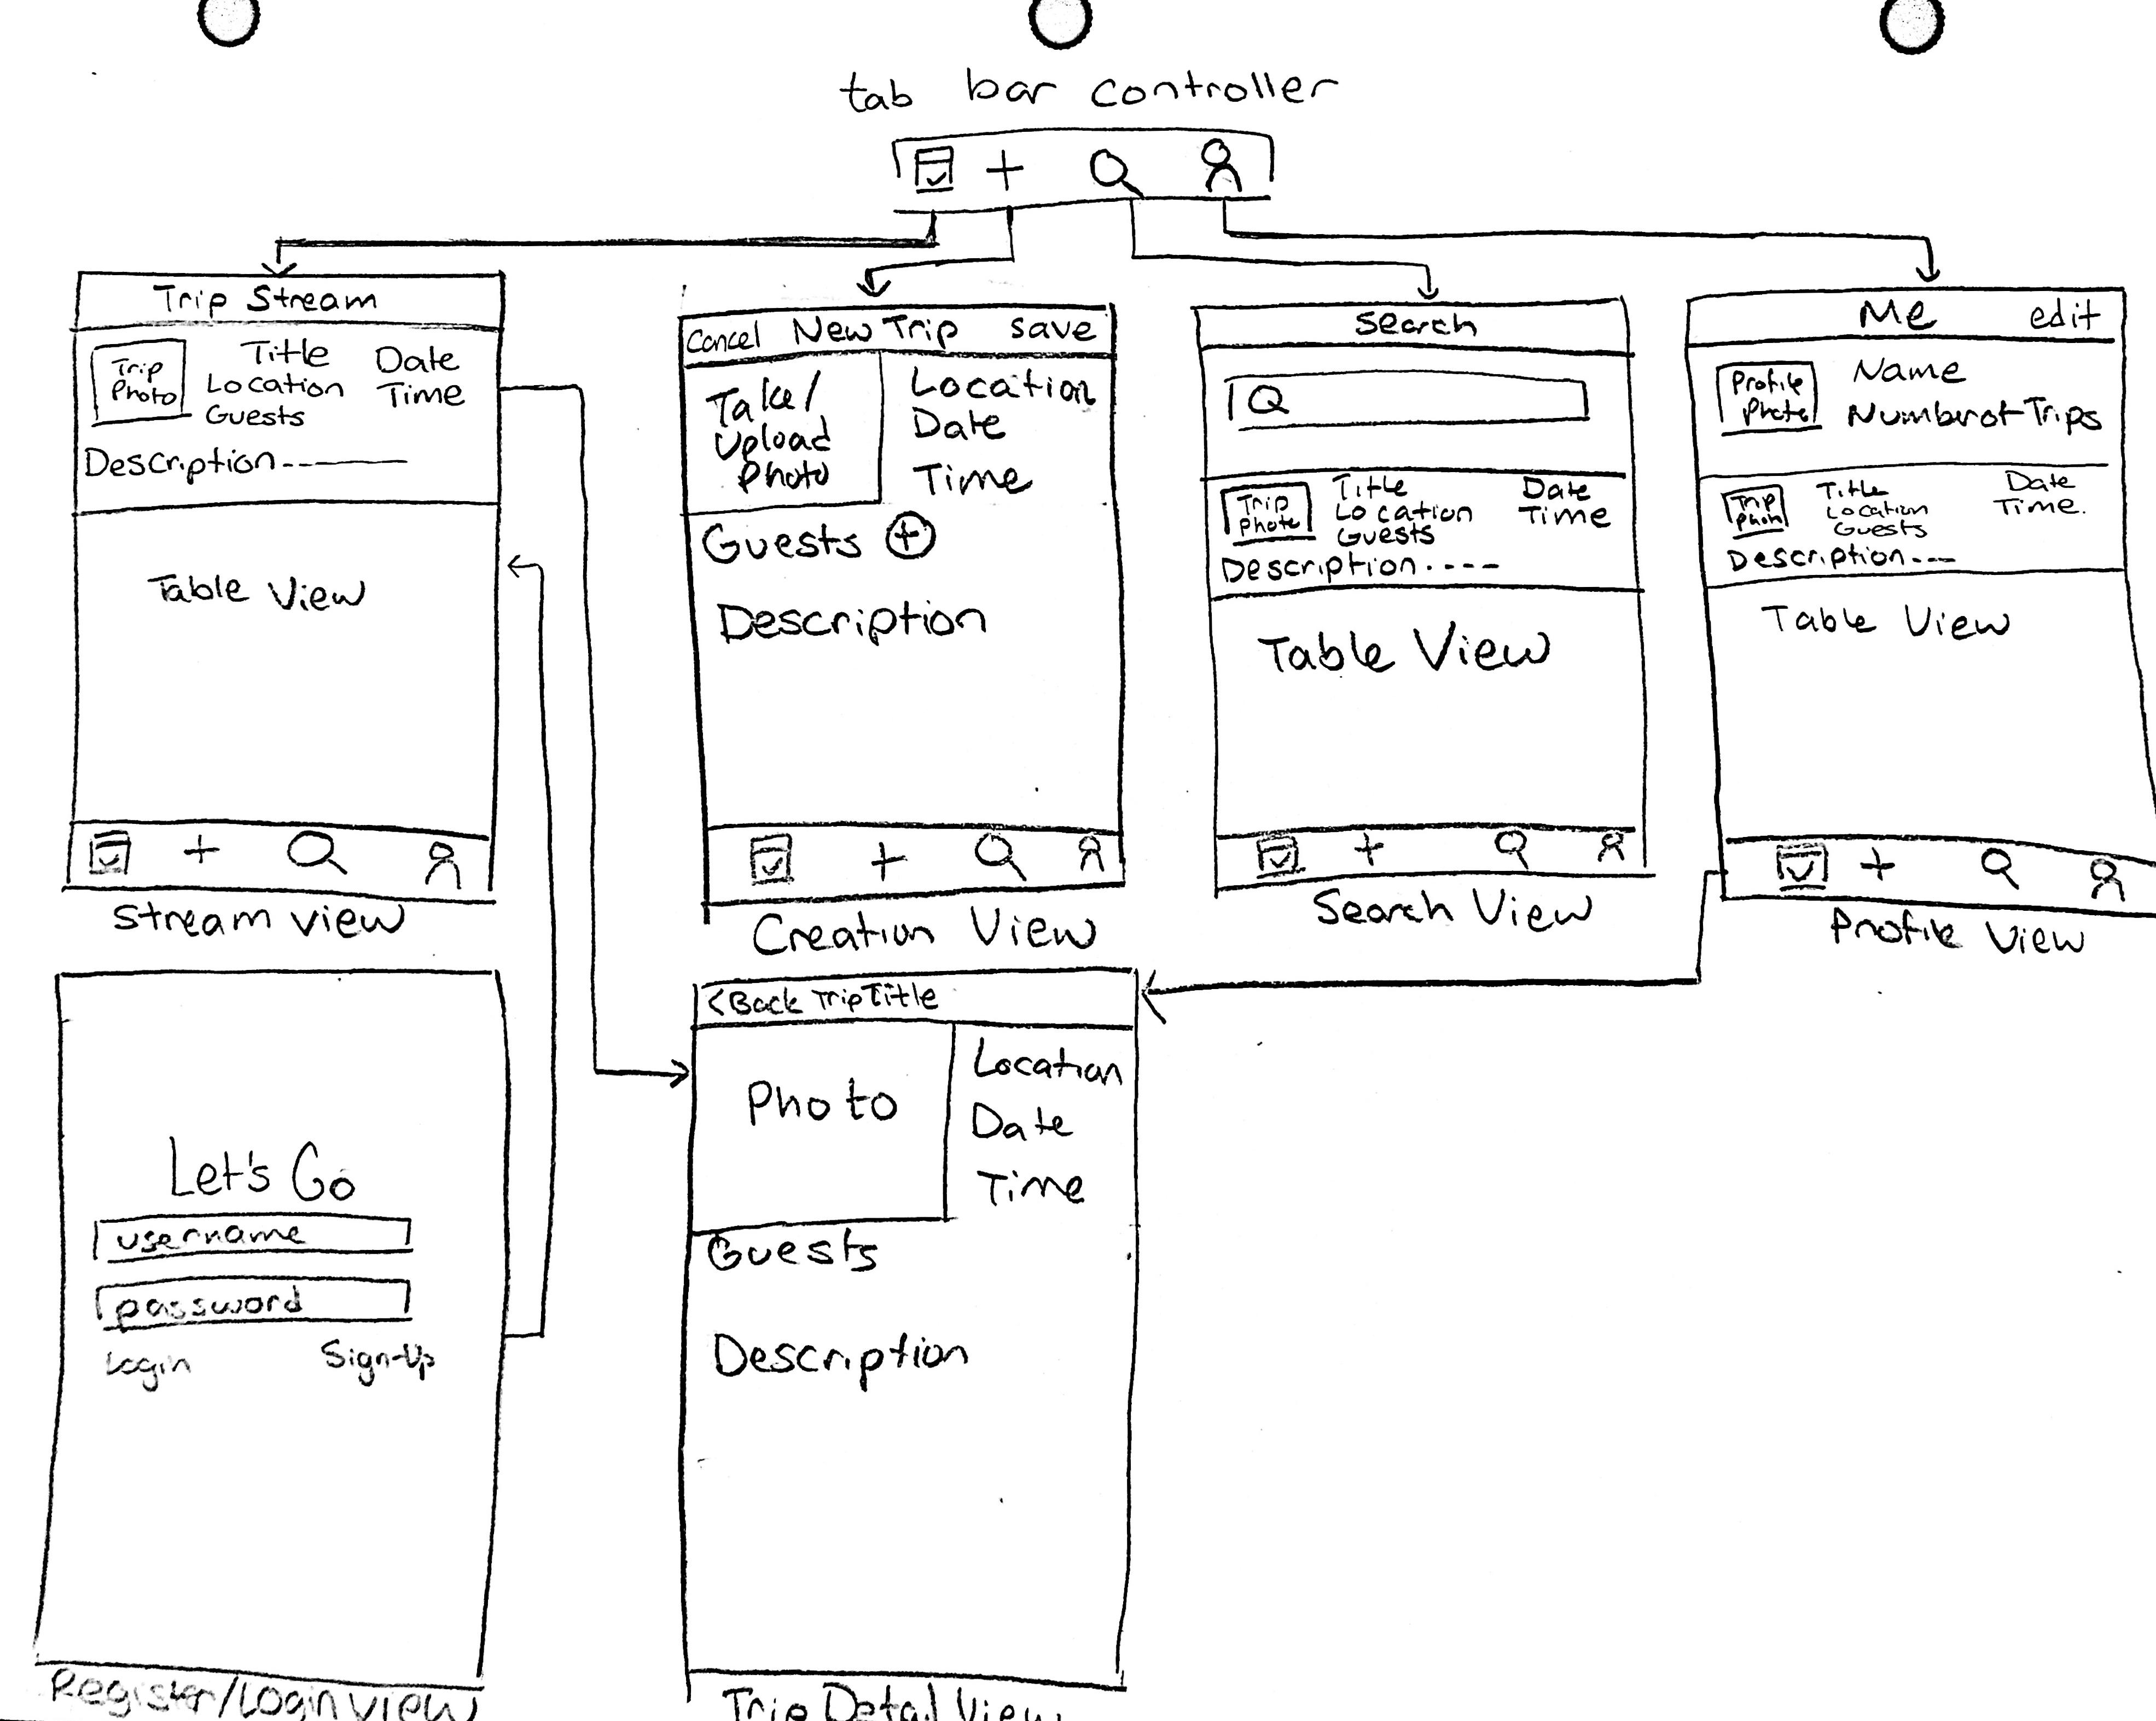 tab bar controller
Trip Stream
Trip Photo
Title
Location
Guests
Date
Time
Description
Table View
Stream view
Cancel New Trip save
Take/
Upload
Photo
Location
Date
Time
Guests +
Description
Creation View
Search
Trip Photo
Title
Location
Guests
Date
Time
Description....
Table View
Search View
Me edit
Profile Photo
Name
Number of Trips
Trip Photo
Title
Location
Guests
Date
Time.
Description---
Table View
Profile View
Let's Go
username
password
Login Sign-Up
Register/Login View
<Back Trip Title
Photo
Location
Date
Time
Guests
Description
Trip Detail View